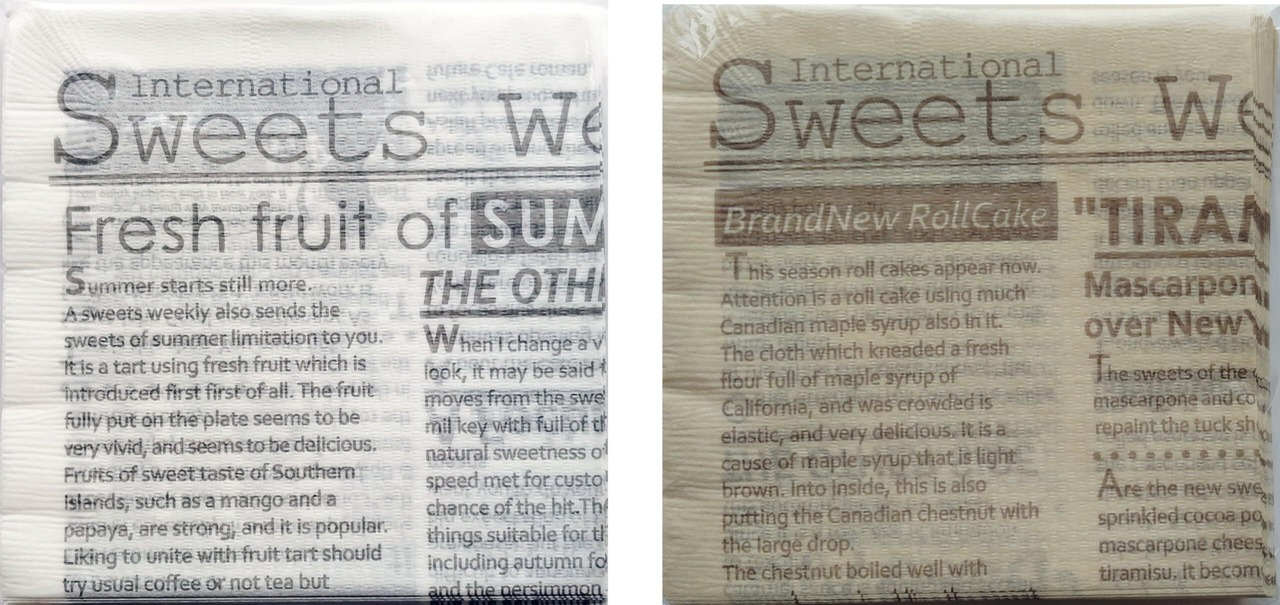 International
Sweets We
Fresh fruit of SUM
Summer starts still more.
A sweets weekly also sends the
sweets of summer limitation to you.
It is a tart using fresh fruit which is
introduced first first of all. The fruit
fully put on the plate seems to be
very vivid, and seems to be delicious.
Fruits of sweet taste of Southern
Islands, such as a mango and a
papaya, are strong, and it is popular.
Liking to unite with fruit tart should
try usual coffee or not tea but
THE OTH
When I change a v
look, it may be said t
moves from the swe
mil key with full of th
natural sweetness o
speed met for custo
chance of the hit.The
things suitable for th
including autumn fo
and the persimmon
International
Sweets We
BrandNew RollCake
This season roll cakes appear now.
Attention is a roll cake using much
Canadian maple syrup also in it.
The cloth which kneaded a fresh
flour full of maple syrup of
California, and was crowded is
elastic, and very delicious. It is a
cause of maple syrup that is light
brown. Into inside, this is also
putting the Canadian chestnut with
the large drop.
The chestnut boiled well with
"TIRAM
Mascarpon
over New
The sweets of the
mascarpone and co
repaint the tuck sh
Are the new swe
sprinkled cocoa po
mascarpone chees
tiramisu, it becom